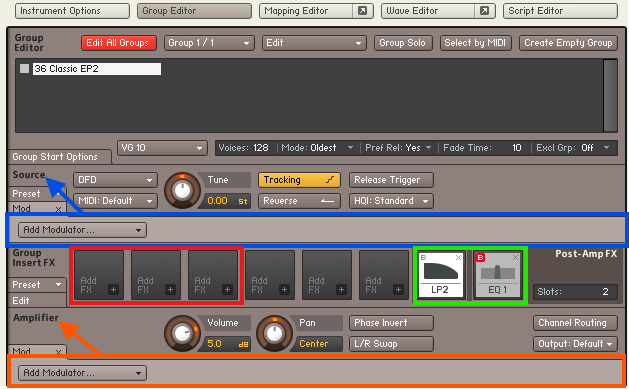 Instrument Options Group Editor Mapping Editor Wave Editor Script Editor
Group Editor Edit All Groups Group 1 / 1 Edit Group Solo Select by MIDI Create Empty Group
36 Classic EP2
Group Start Options VG 10 Voices: 128 Mode: Oldest Pref Rel: Yes Fade Time: 10 Excl Grp: Off
Source DFD Tune Tracking Release Trigger
Preset MIDI: Default 0.00 st Reverse HQI: Standard
Mod x
Add Modulator...
Group Insert FX Add FX + Add FX + Add FX + Add FX + Add FX + Add FX + B x LP2 B x EQ 1 Post-Amp FX
Preset Slots: 2
Edit
Amplifier Volume Pan Phase Invert Channel Routing
5.0 dB Center L/R Swap Output: Default
Mod x
Add Modulator...